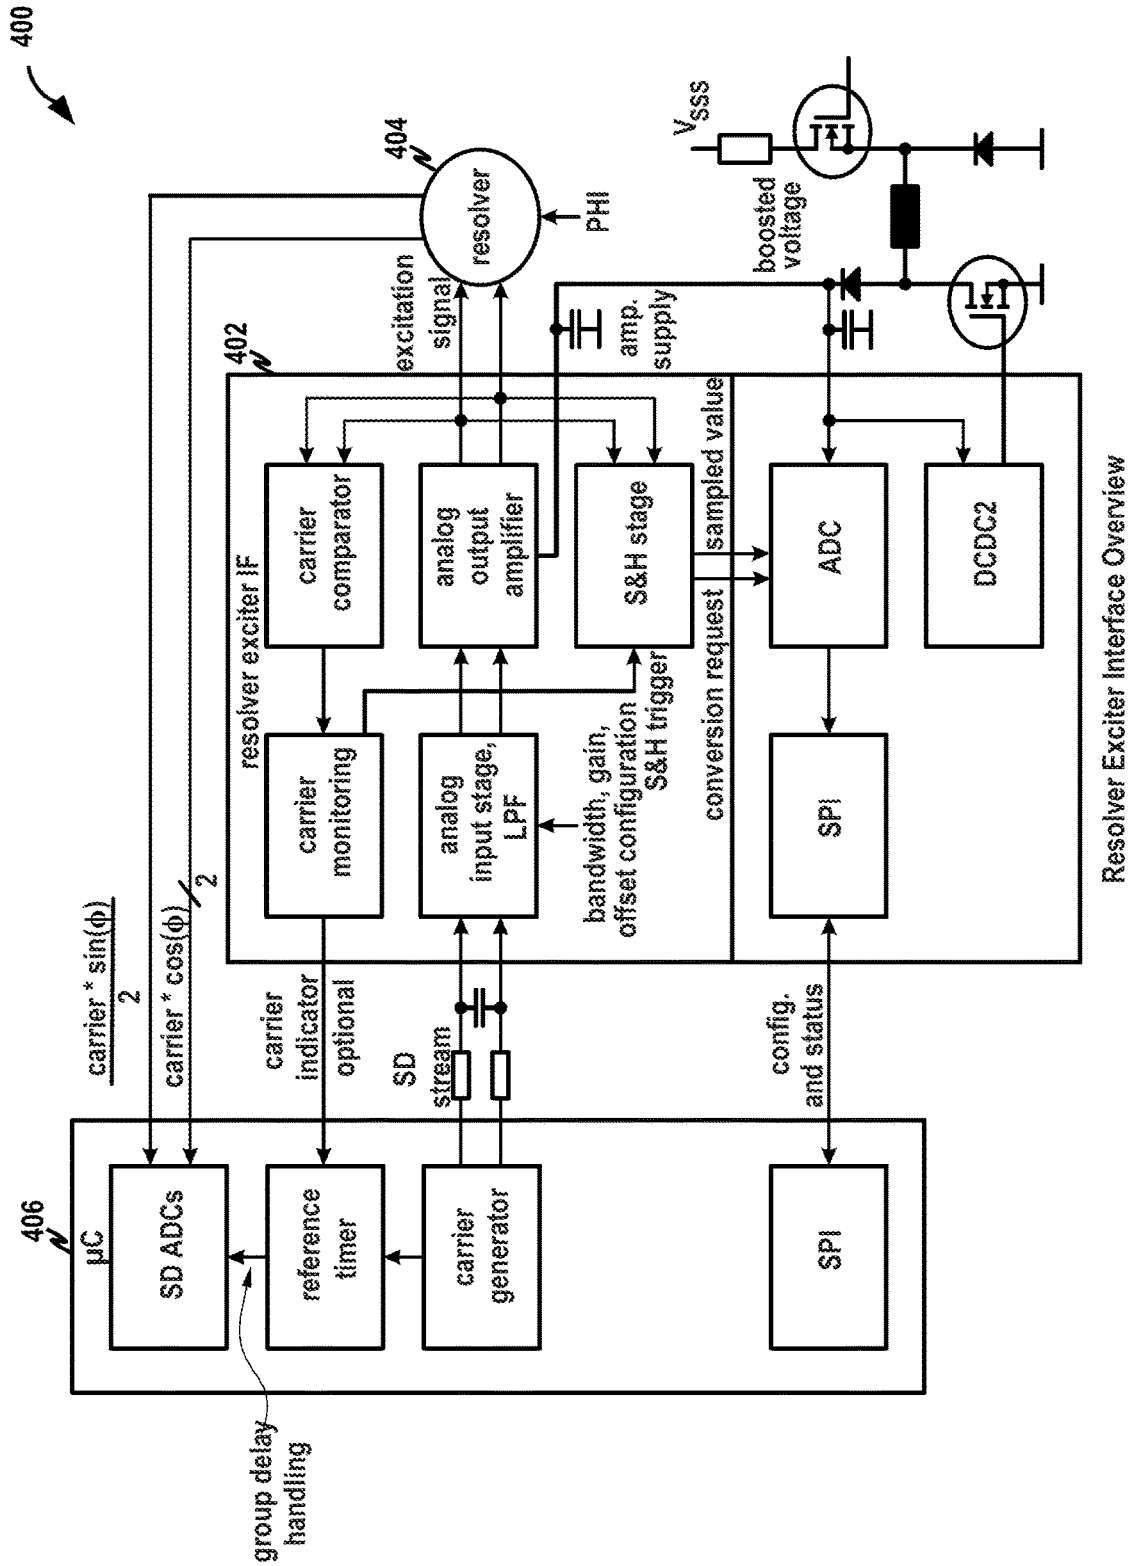 400
406
µC
SD ADCs
group delay
handling
reference
timer
carrier
generator
SPI
carrier * sin(ϕ)
2
carrier * cos(ϕ)
2
carrier
indicator
optional
SD
stream
config.
and status
402
resolver exciter IF
carrier
monitoring
carrier
comparator
analog
input stage,
LPF
analog
output
amplifier
bandwidth, gain,
offset configuration
S&H trigger
S&H stage
conversion request
sampled value
SPI
ADC
DCDC2
excitation
signal
404
resolver
PHI
amp.
supply
boosted
voltage
VSSS
Resolver Exciter Interface Overview